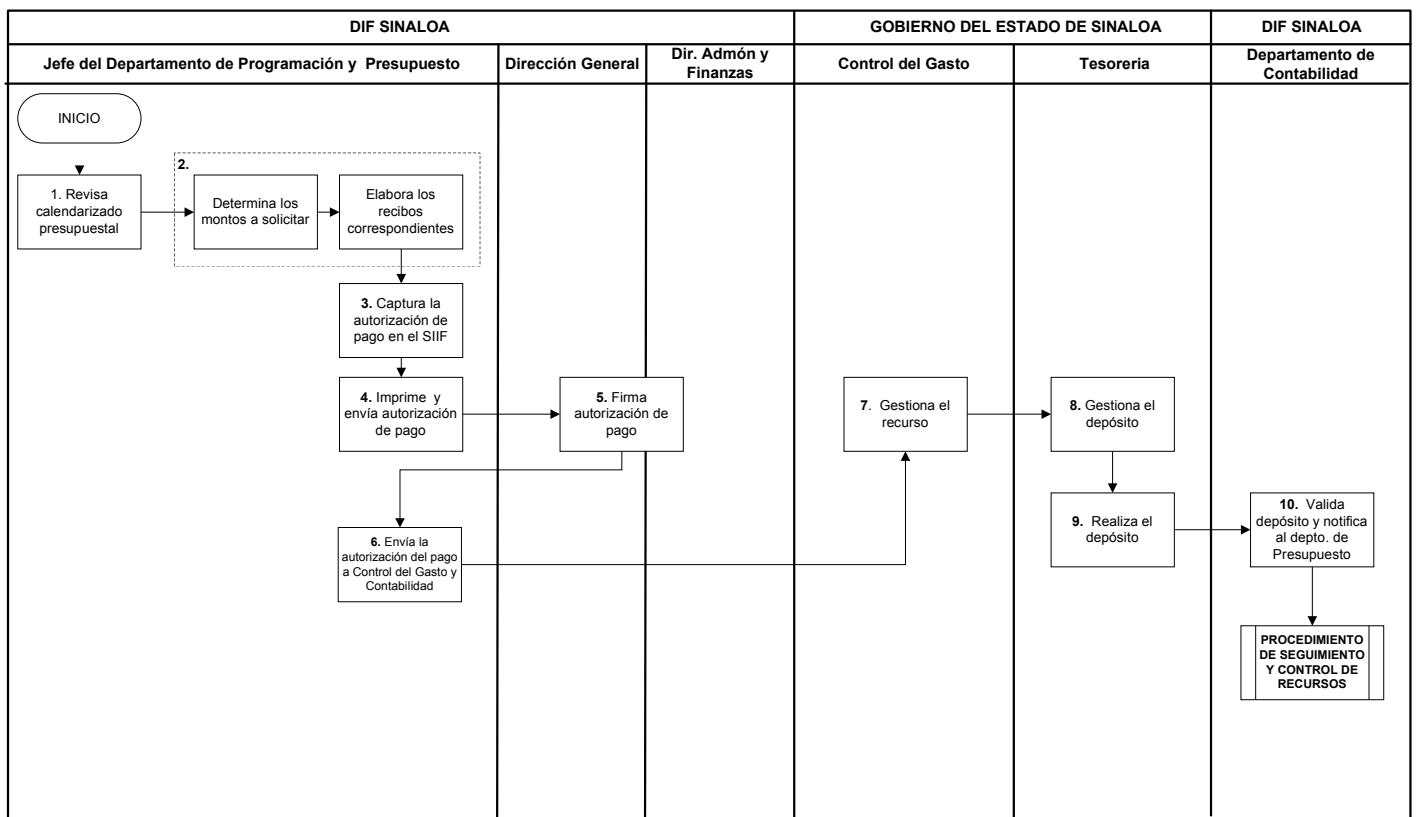 DIF SINALOA
GOBIERNO DEL ESTADO DE SINALOA
DIF SINALOA
Jefe del Departamento de Programación y Presupuesto
Dirección General
Dir. Admón y
Finanzas
Control del Gasto
Tesoreria
Departamento de
Contabilidad
INICIO
1. Revisa
calendarizado
presupuestal
2.
Determina los
montos a solicitar
Elabora los
recibos
correspondientes
3. Captura la
autorización de
pago en el SIIF
4. Imprime y
envía autorización
de pago
5. Firma
autorización de
pago
6. Envía la
autorización del pago
a Control del Gasto y
Contabilidad
7. Gestiona el
recurso
8. Gestiona el
depósito
9. Realiza el
depósito
10. Valida
depósito y notifica
al depto. de
Presupuesto
PROCEDIMIENTO
DE SEGUIMIENTO
Y CONTROL DE
RECURSOS